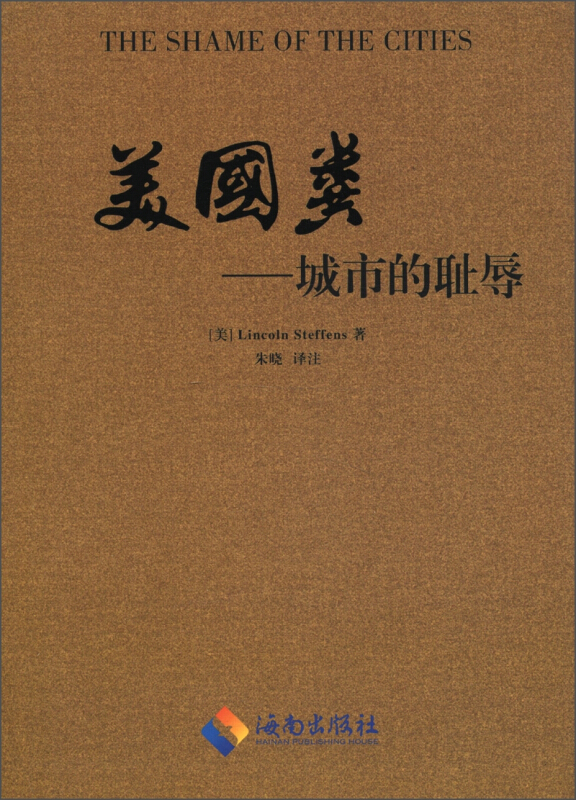 THE SHAME OF THE CITIES
美國糞
——城市的耻辱
[美] Lincoln Steffens 著
朱晓 译注
海南出版社
HAINAN PUBLISHING HOUSE